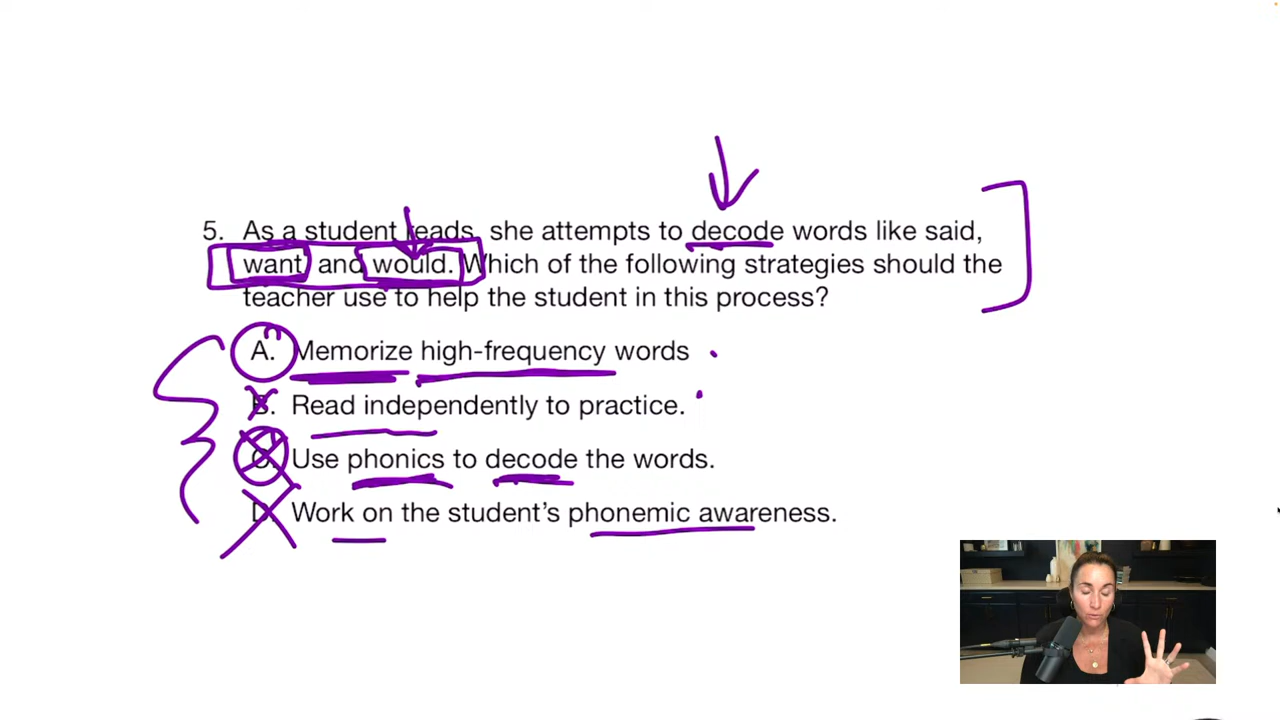 5. As a student reads, she attempts to decode words like said,
want and would. Which of the following strategies should the
teacher use to help the student in this process?
A. Memorize high-frequency words
B. Read independently to practice.
C. Use phonics to decode the words.
D. Work on the student's phonemic awareness.